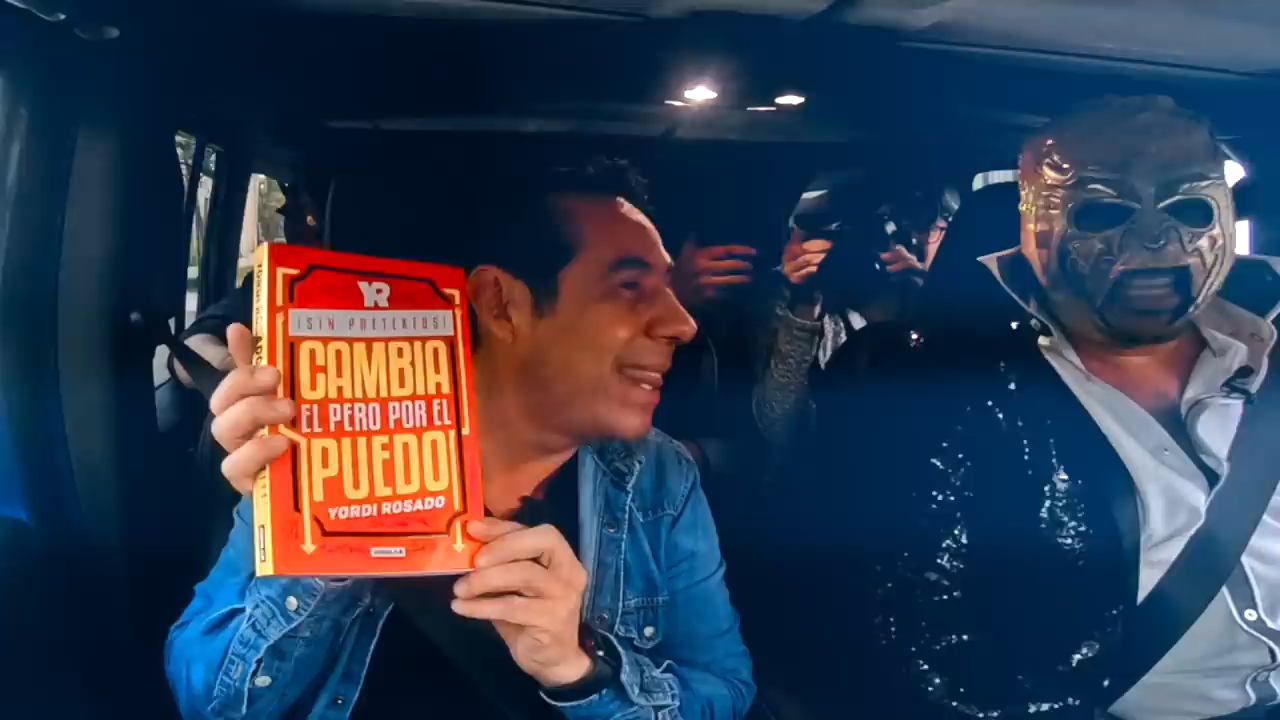 YR
¡SIN PRETEXTOS!
CAMBIA
EL PERO POR EL
PUEDO
YORDI ROSADO